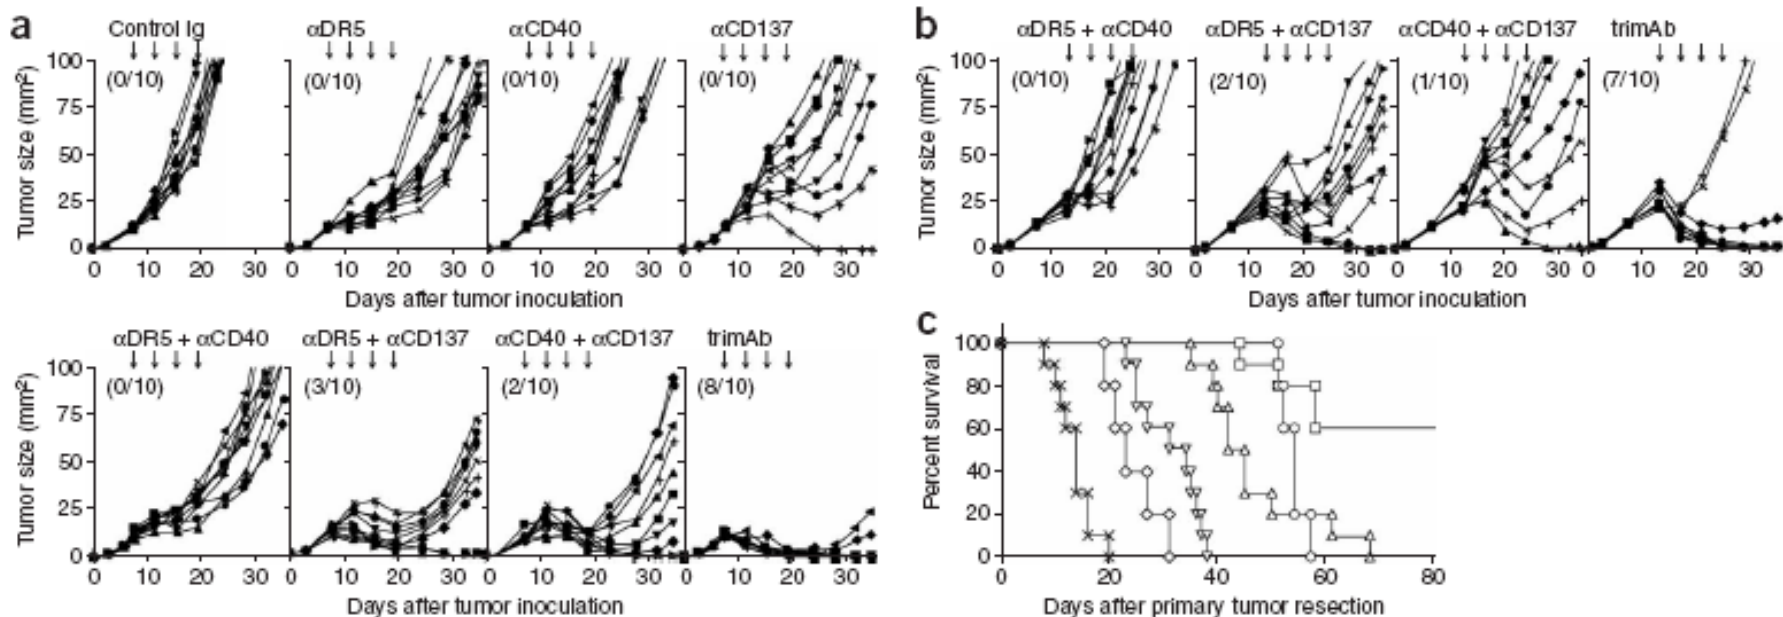 a
Control Ig αDR5 αCD40 αCD137
Tumor size (mm²)
100 75 50 25 0
(0/10) (0/10) (0/10) (0/10)
0 10 20 30 0 10 20 30 0 10 20 30 0 10 20 30
Days after tumor inoculation
αDR5 + αCD40 αDR5 + αCD137 αCD40 + αCD137 trimAb
Tumor size (mm²)
100 75 50 25 0
(0/10) (3/10) (2/10) (8/10)
0 10 20 30 0 10 20 30 0 10 20 30 0 10 20 30
Days after tumor inoculation
b
αDR5 + αCD40 αDR5 + αCD137 αCD40 + αCD137 trimAb
Tumor size (mm²)
100 75 50 25 0
(0/10) (2/10) (1/10) (7/10)
0 10 20 30 0 10 20 30 0 10 20 30 0 10 20 30
Days after tumor inoculation
c
Percent survival
100 80 60 40 20 0
0 20 40 60 80
Days after primary tumor resection